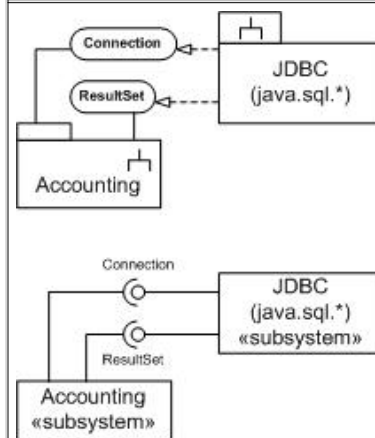 Connection
JDBC
(java.sql.*)
ResultSet
Accounting
Connection
JDBC
(java.sql.*)
«subsystem»
ResultSet
Accounting
«subsystem»